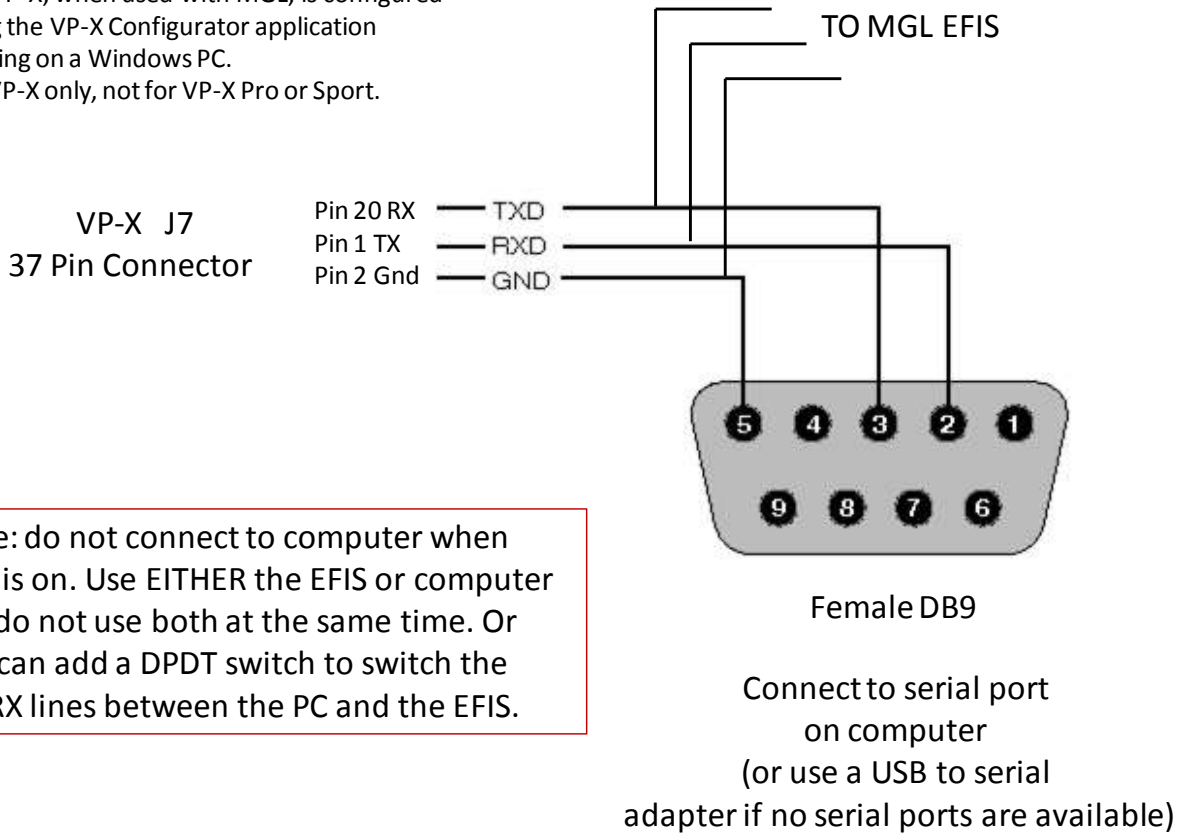 P-X, when used with MGL, is configured
g the VP-X Configurator application
ing on a Windows PC.
VP-X only, not for VP-X Pro or Sport.
TO MGL EFIS
VP-X J7
37 Pin Connector
Pin 20 RX TXD
Pin 1 TX RXD
Pin 2 Gnd GND
5 4 3 2 1
9 8 7 6
e: do not connect to computer when
is on. Use EITHER the EFIS or computer
do not use both at the same time. Or
can add a DPDT switch to switch the
RX lines between the PC and the EFIS.
Female DB9
Connect to serial port
on computer
(or use a USB to serial
adapter if no serial ports are available)